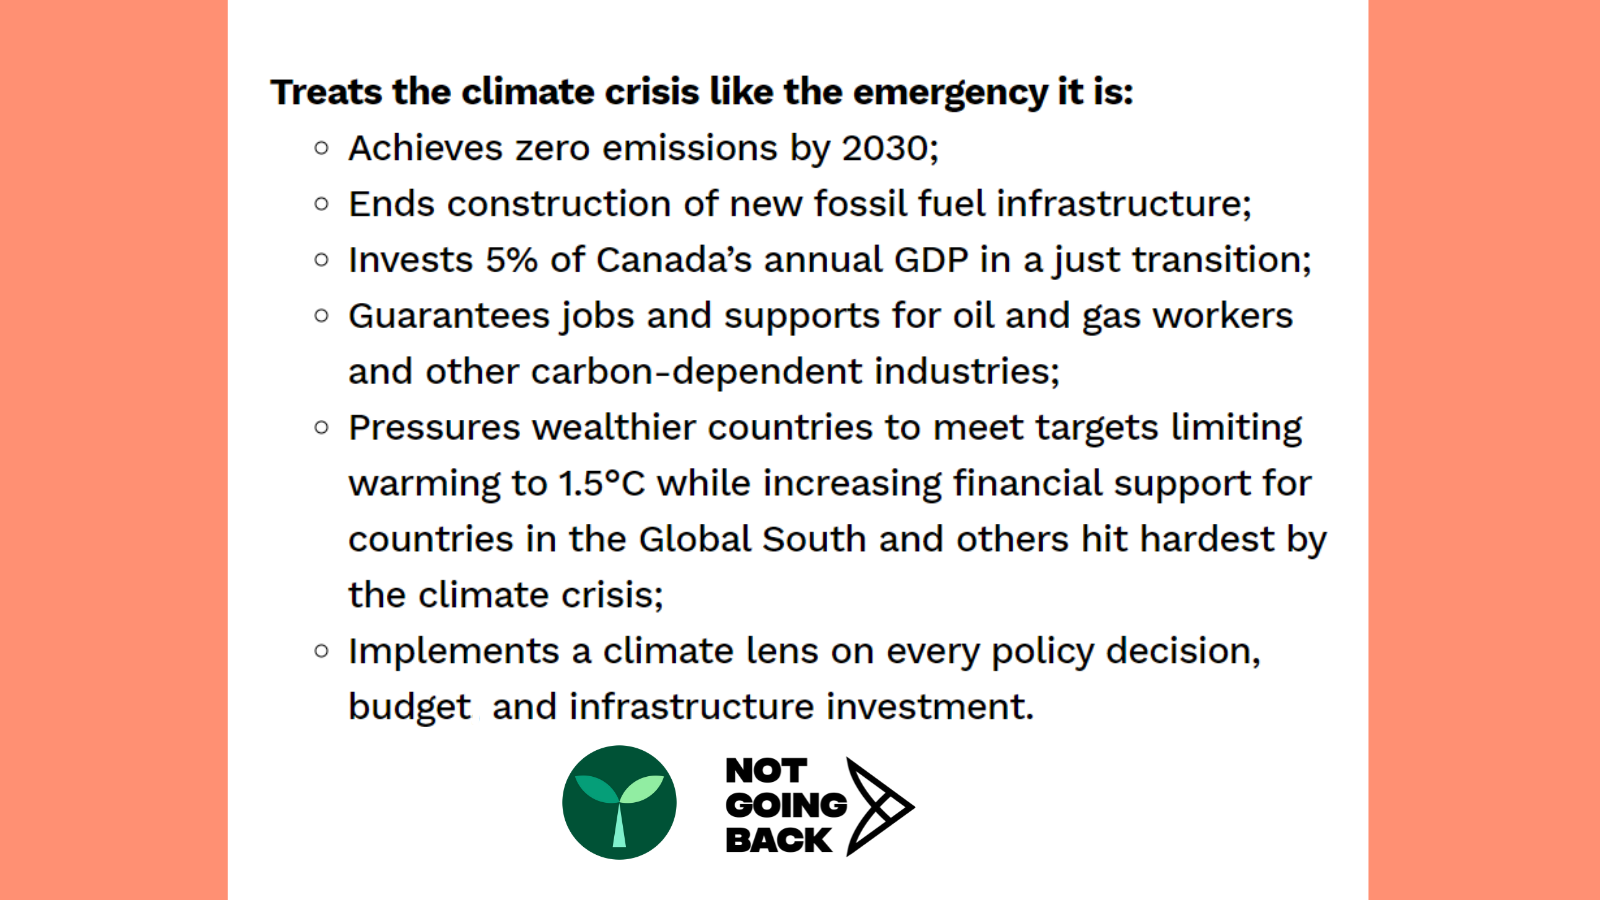 Treats the climate crisis like the emergency it is:
Achieves zero emissions by 2030;
Ends construction of new fossil fuel infrastructure;
Invests 5% of Canada’s annual GDP in a just transition;
Guarantees jobs and supports for oil and gas workers
and other carbon-dependent industries;
Pressures wealthier countries to meet targets limiting
warming to 1.5°C while increasing financial support for
countries in the Global South and others hit hardest by
the climate crisis;
Implements a climate lens on every policy decision,
budget and infrastructure investment.
NOT
GOING
BACK